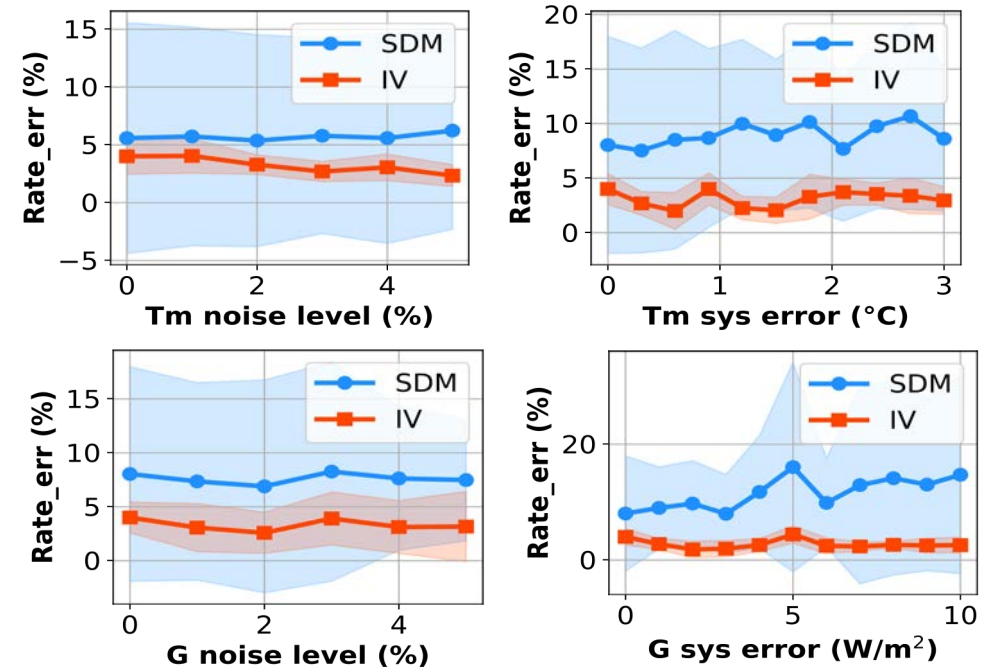 Rate_err (%)
15
10
5
0
−5
SDM
IV
0 2 4
Tm noise level (%)
Rate_err (%)
20
15
10
5
0
SDM
IV
0 1 2 3
Tm sys error (°C)
Rate_err (%)
15
10
5
0
SDM
IV
0 2 4
G noise level (%)
Rate_err (%)
20
0
SDM
IV
0 5 10
G sys error (W/m²)